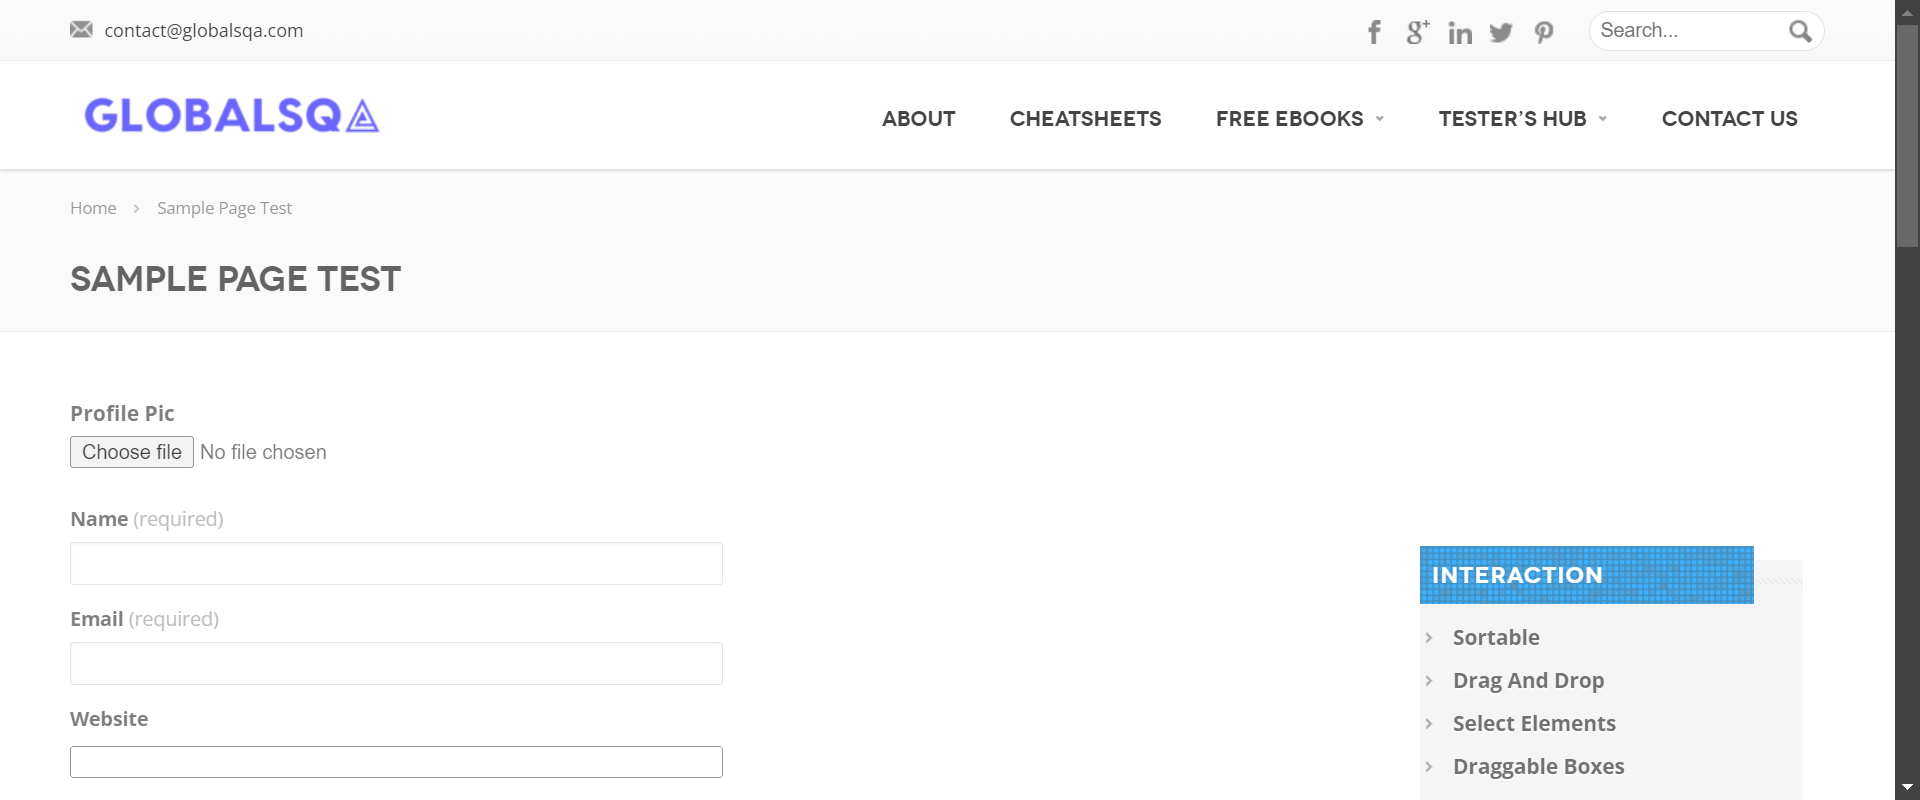 contact@globalsqa.com
Search...
GLOBALSQA
ABOUT CHEATSHEETS FREE EBOOKS TESTER’S HUB CONTACT US
Home > Sample Page Test
SAMPLE PAGE TEST
Profile Pic
Choose file No file chosen
Name (required)
Email (required)
Website
INTERACTION
Sortable
Drag And Drop
Select Elements
Draggable Boxes